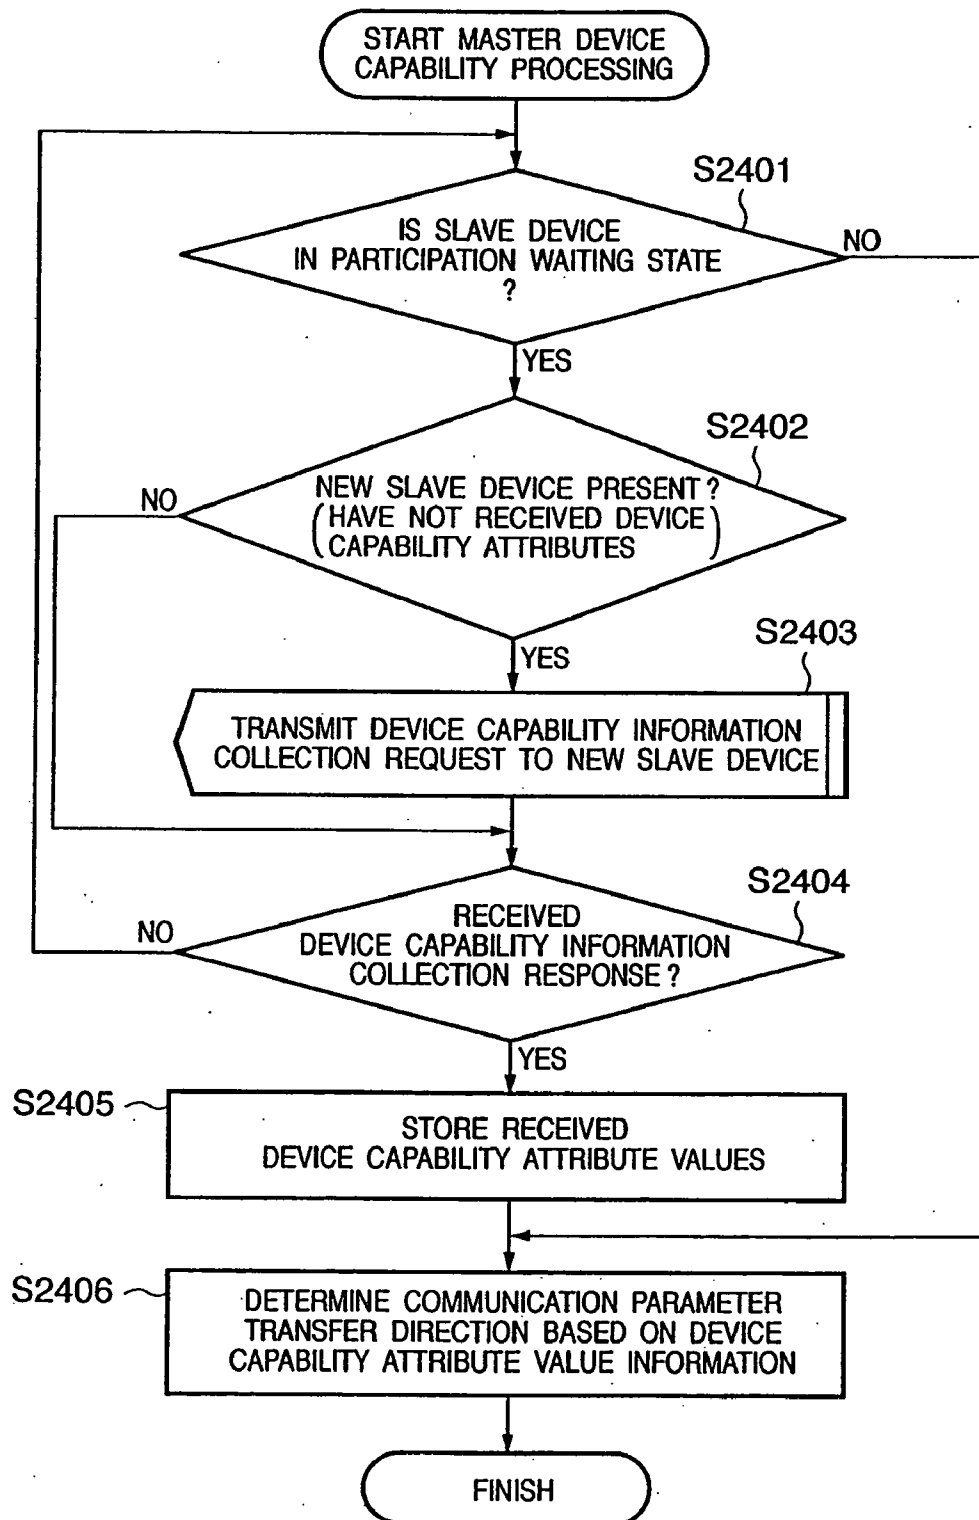 START MASTER DEVICE
CAPABILITY PROCESSING
S2401
IS SLAVE DEVICE
IN PARTICIPATION WAITING STATE
?
NO
YES
S2402
NEW SLAVE DEVICE PRESENT?
(HAVE NOT RECEIVED DEVICE
CAPABILITY ATTRIBUTES)
NO
YES
S2403
TRANSMIT DEVICE CAPABILITY INFORMATION
COLLECTION REQUEST TO NEW SLAVE DEVICE
S2404
RECEIVED
DEVICE CAPABILITY INFORMATION
COLLECTION RESPONSE?
NO
YES
S2405
STORE RECEIVED
DEVICE CAPABILITY ATTRIBUTE VALUES
S2406
DETERMINE COMMUNICATION PARAMETER
TRANSFER DIRECTION BASED ON DEVICE
CAPABILITY ATTRIBUTE VALUE INFORMATION
FINISH